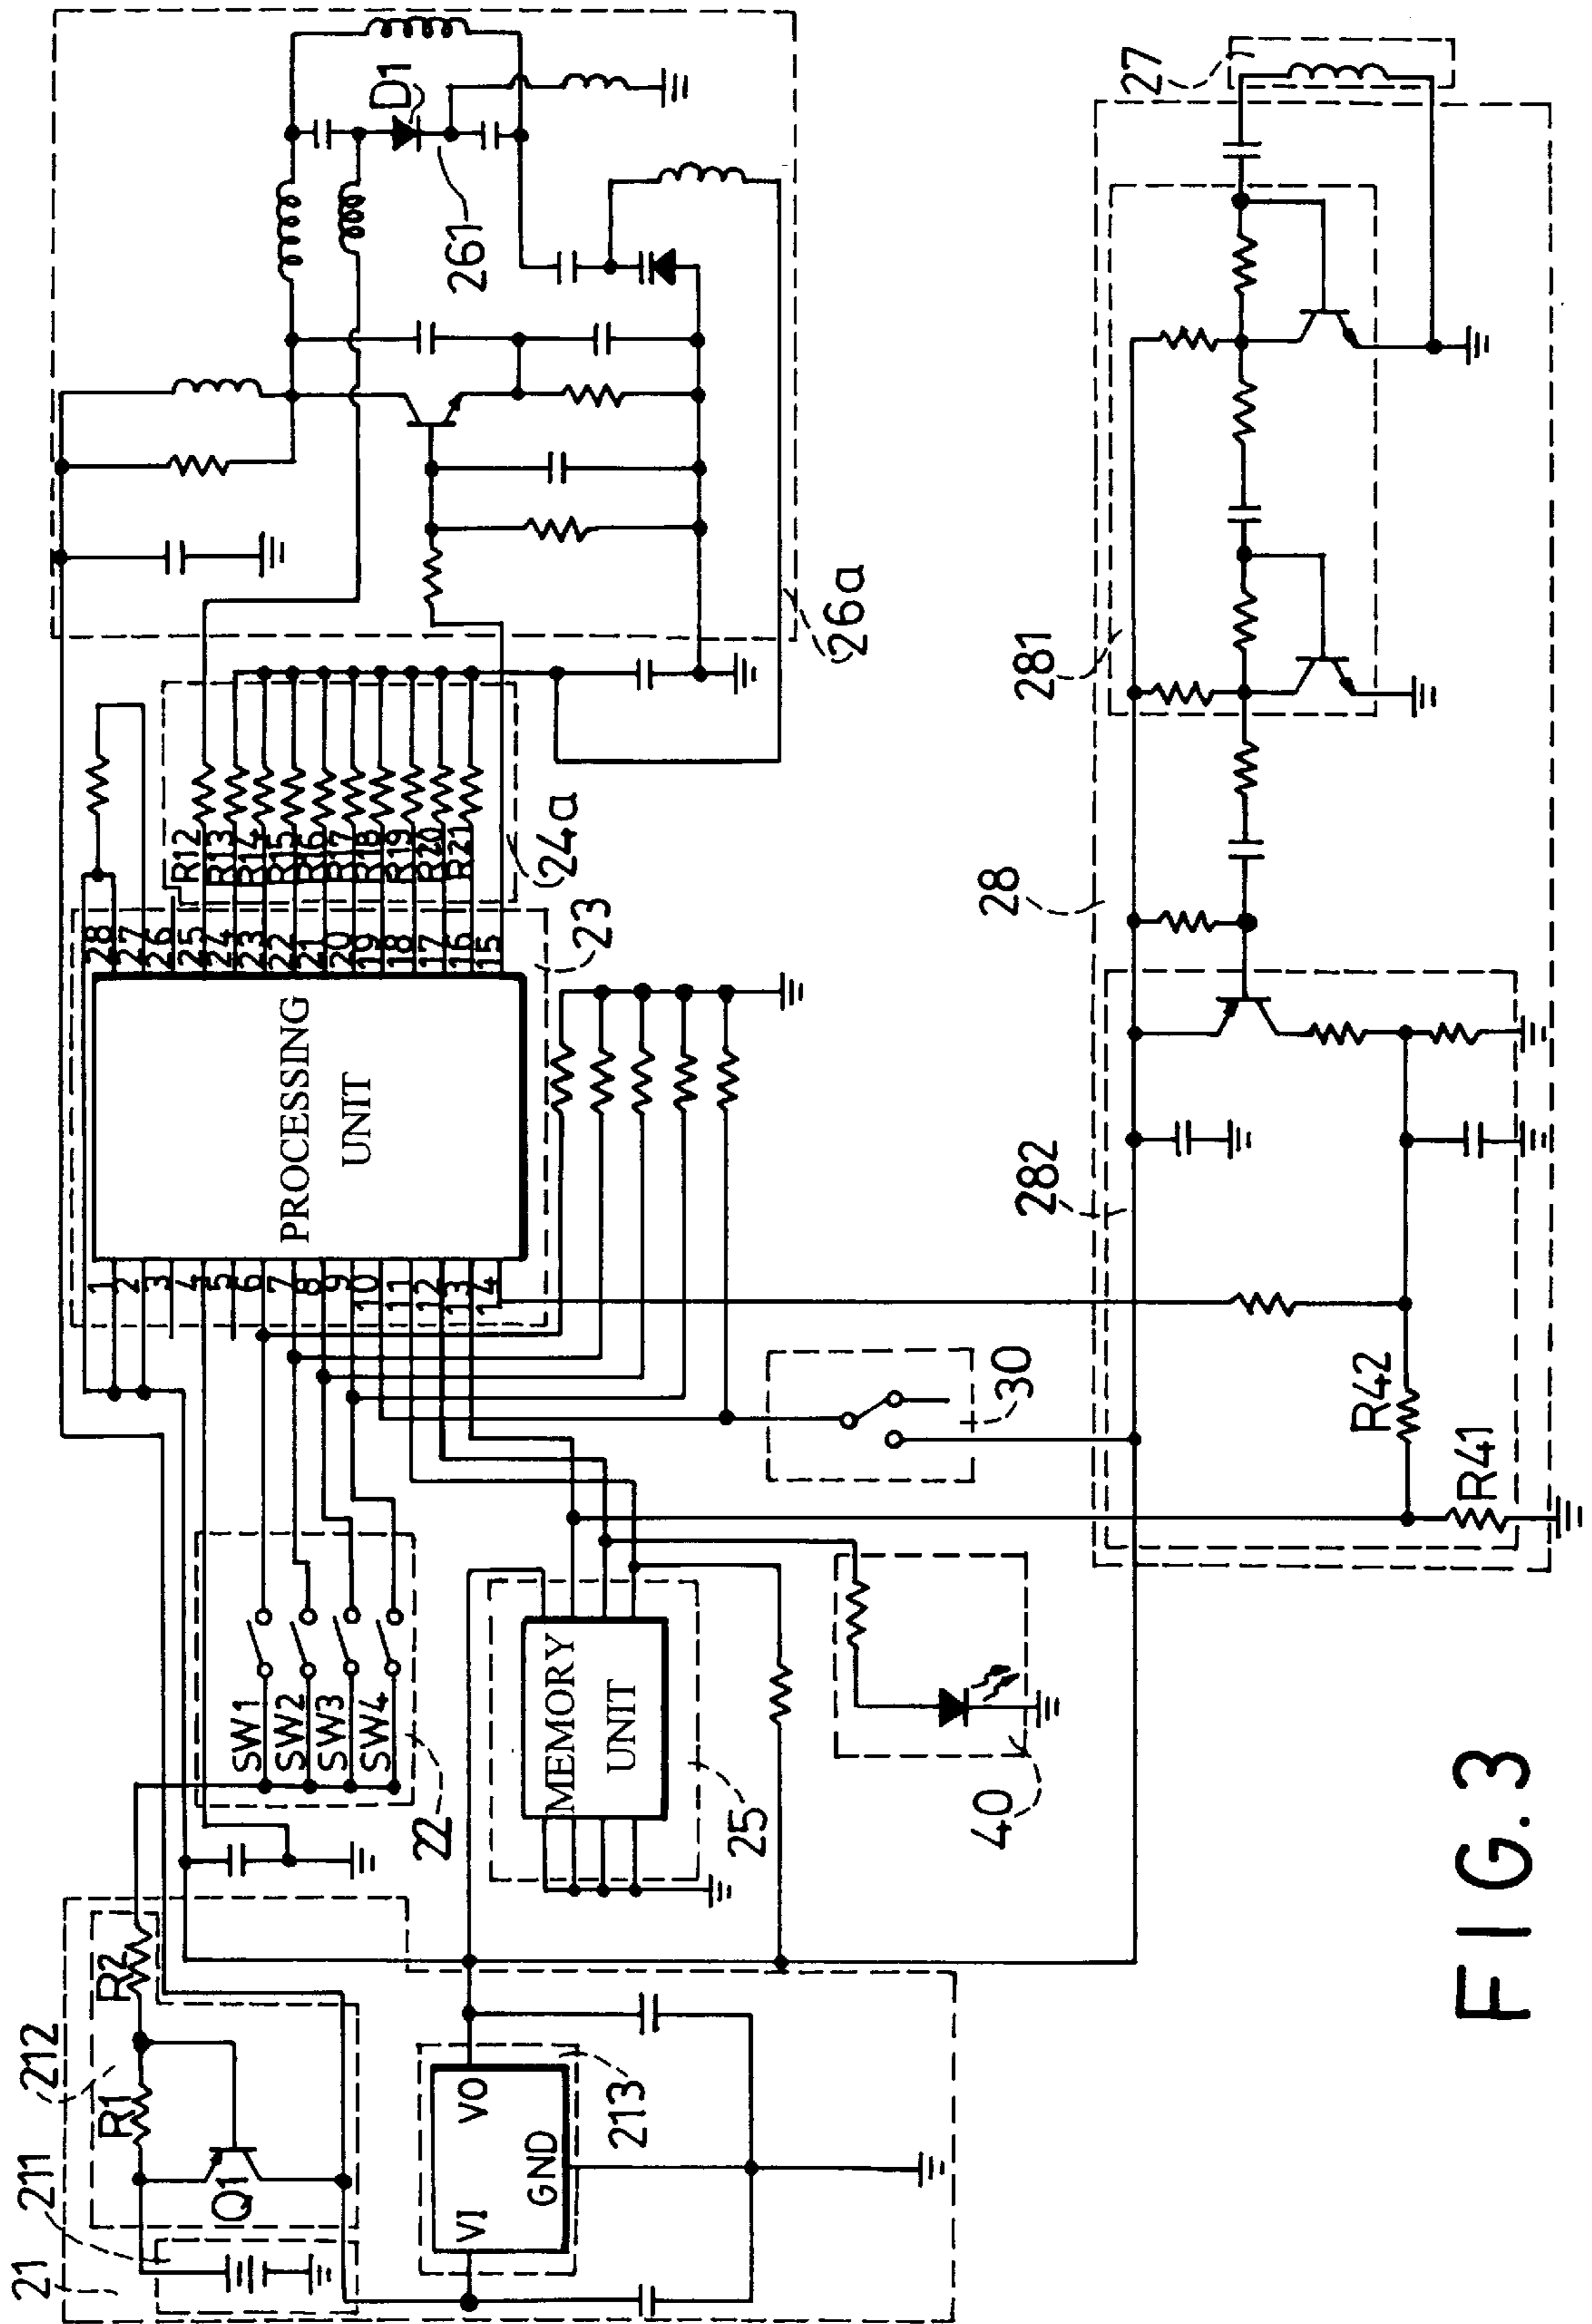 21
211
212
R1
R2
Q1
VI
VO
GND
213
SW1
SW2
SW3
SW4
22
MEMORY
UNIT
25
40
30
PROCESSING
UNIT
1
2
3
4
5
6
7
8
9
10
11
12
13
14
28
27
26
25
24
23
22
21
20
19
18
17
16
15
23
R12
R13
R14
R15
R16
R17
R18
R19
R20
R21
24a
26a
261
D1
27
28
281
282
R42
R41
FIG. 3